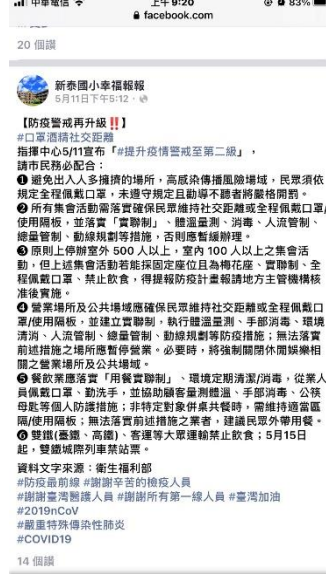 中華電信
上午9:20
83%
facebook.com
20 個讚
新泰國小幸福報報
5月11日下午5:12 ·
【防疫警戒再升級‼️】
#口罩酒精社交距離
指揮中心5/11宣布「#提升疫情警戒至第二級」，
請市民務必配合：
❶ 避免出入人多擁擠的場所，高感染傳播風險場域，民眾須依
規定全程佩戴口罩，未遵守規定且勸導不聽者將嚴格開罰。
❷ 所有集會活動需落實確保民眾維持社交距離或全程佩戴口罩/
使用隔板，並落實「實聯制」、體溫量測、消毒、人流管制、
總量管制、動線規劃等措施，否則應暫緩辦理。
❸ 原則上停辦室外 500 人以上，室內 100 人以上之集會活
動，但上述集會活動若能採固定座位且為梅花座、實聯制、全
程佩戴口罩、禁止飲食，得提報防疫計畫報請地方主管機構核
准後實施。
❹ 營業場所及公共場域應確保民眾維持社交距離或全程佩戴口
罩/使用隔板，並建立實聯制，執行體溫量測、手部消毒、環境
清消、人流管制、總量管制、動線規劃等防疫措施；無法落實
前述措施之場所應暫停營業。必要時，將強制關閉休閒娛樂相
關之營業場所及公共場域。
❺ 餐飲業應落實「用餐實聯制」、環境定期清潔/消毒，從業人
員佩戴口罩、勤洗手，並協助顧客量測體溫、手部消毒、公筷
母匙等個人防護措施；非特定對象併桌共餐時，需維持適當區
隔/使用隔板；無法落實前述措施之業者，建議民眾外帶用餐。
❻ 雙鐵(臺鐵、高鐵)、客運等大眾運輸禁止飲食；5月15日
起，雙鐵城際列車禁站票。
資料文字來源：衛生福利部
#防疫最前線 #謝謝辛苦的檢疫人員
#謝謝臺灣醫護人員 #謝謝所有第一線人員 #臺灣加油
#2019nCoV
#嚴重特殊傳染性肺炎
#COVID19
14 個讚